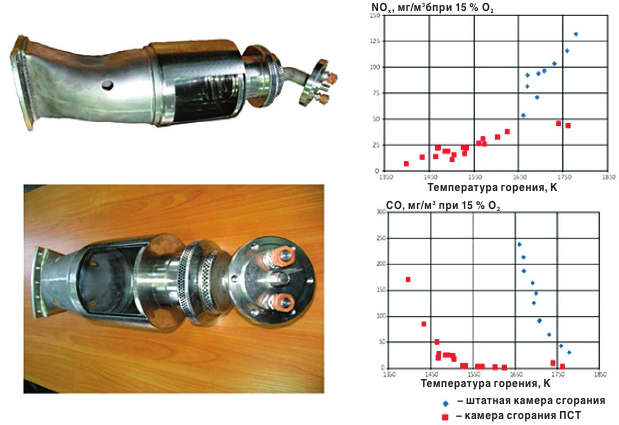 NOx, мг/м³бпри 15 % O2
150
125
100
75
50
25
0
1350 1450 1550 1650 1750 1850
Температура горения, К
CO, мг/м³ при 15 % O2
300
250
200
150
100
50
0
1350 1450 1550 1650 1750 1850
Температура горения, К
– штатная камера сгорания
– камера сгорания ПСТ